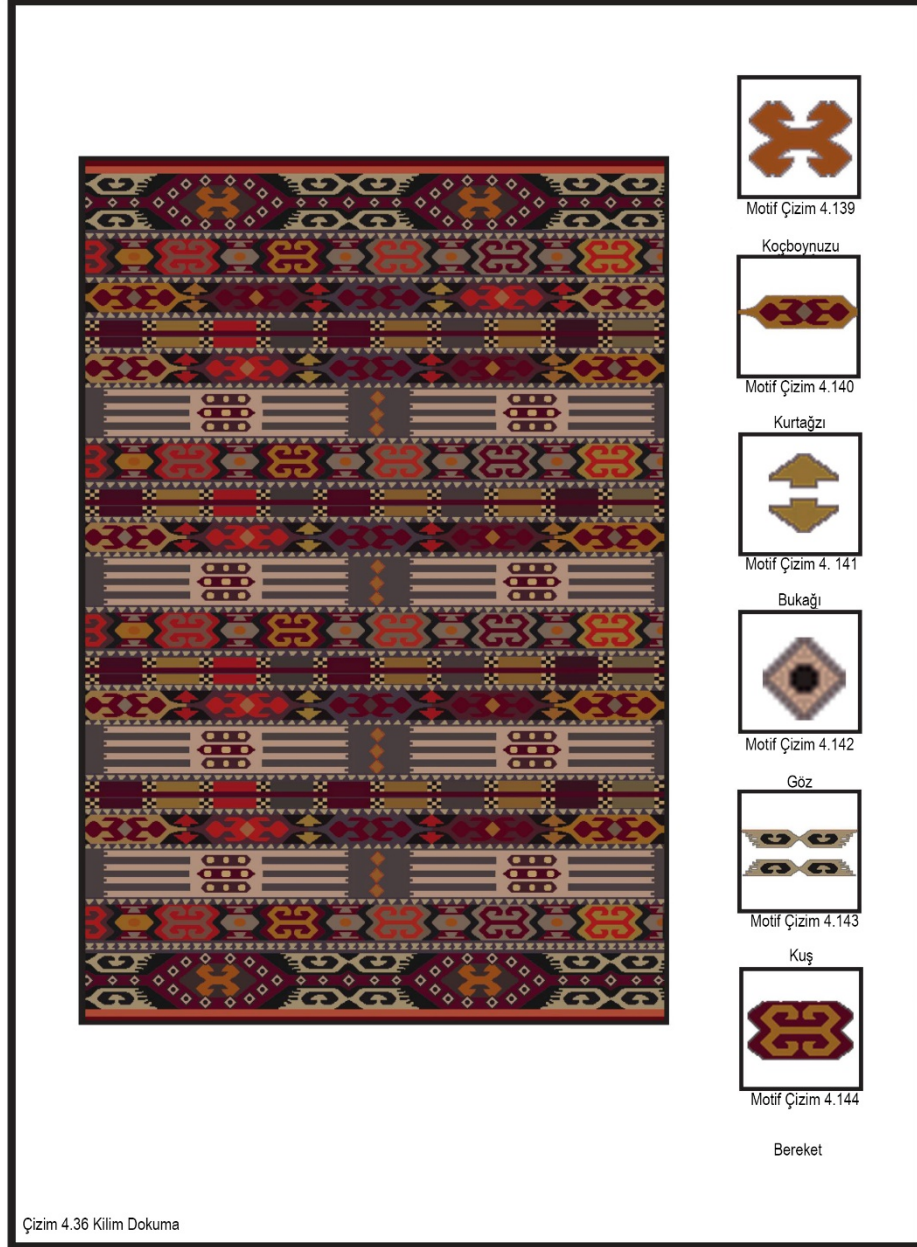 Motif Çizim 4.139
Koçboynuzu
Motif Çizim 4.140
Kurtağzı
Motif Çizim 4. 141
Bukağı
Motif Çizim 4.142
Göz
Motif Çizim 4.143
Kuş
Motif Çizim 4.144
Bereket
Çizim 4.36 Kilim Dokuma